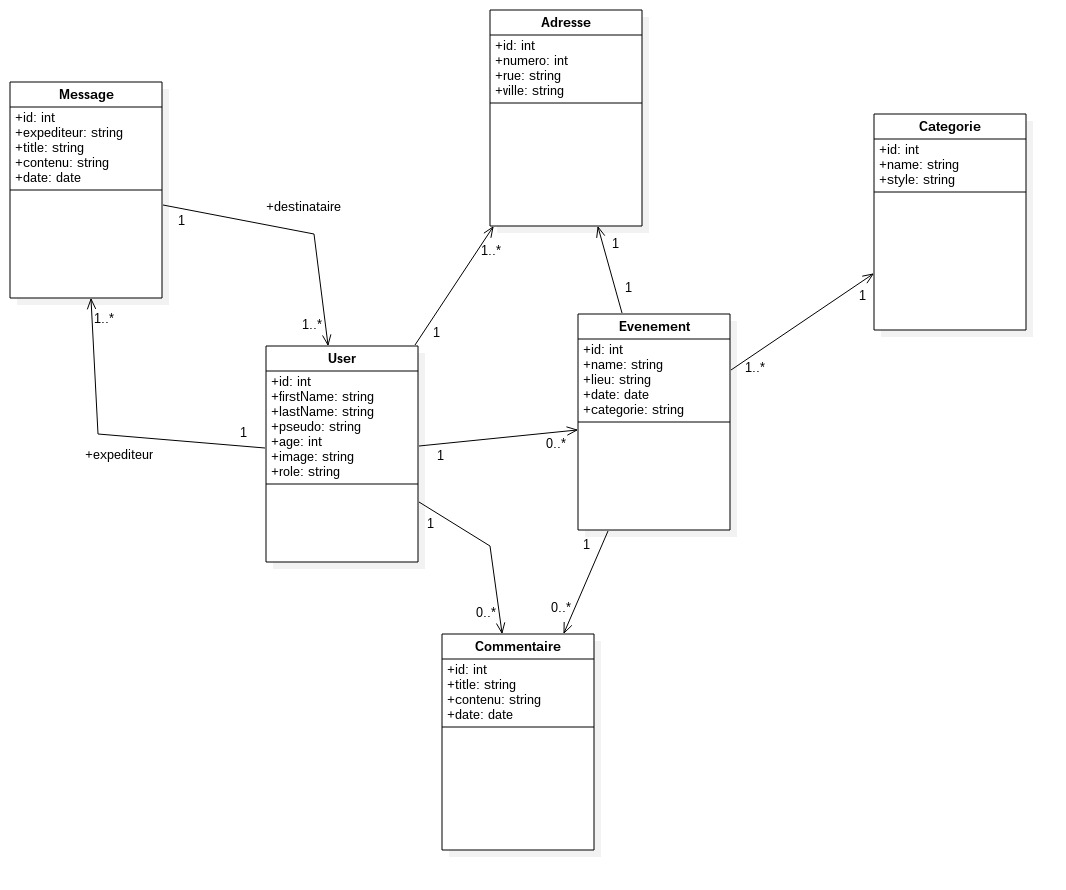 Adresse
+id: int
+numero: int
+rue: string
+ville: string
Message
+id: int
+expediteur: string
+title: string
+contenu: string
+date: date
Categorie
+id: int
+name: string
+style: string
+destinataire
1
1..*
1..*
1
1
1
1
1..*
1..*
1
+expediteur
User
+id: int
+firstName: string
+lastName: string
+pseudo: string
+age: int
+image: string
+role: string
Evenement
+id: int
+name: string
+lieu: string
+date: date
+categorie: string
1
0..*
1
0..*
1
0..*
Commentaire
+id: int
+title: string
+contenu: string
+date: date